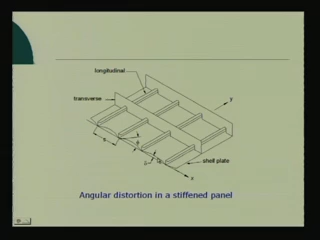 longitudinal
transverse
y
shell plate
x
Angular distortion in a stiffened panel